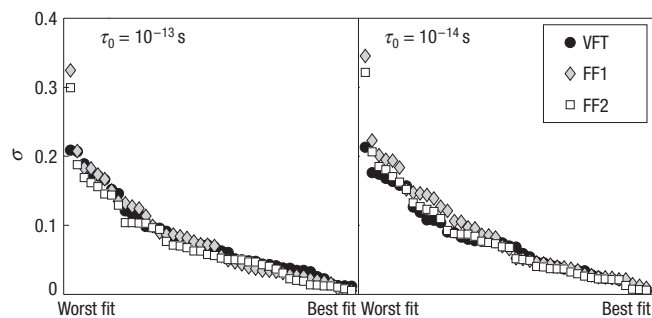 0.4
0.3
0.2
0.1
0
σ
τ₀ = 10⁻¹³ s
τ₀ = 10⁻¹⁴ s
VFT
FF1
FF2
Worst fit
Best fit
Worst fit
Best fit